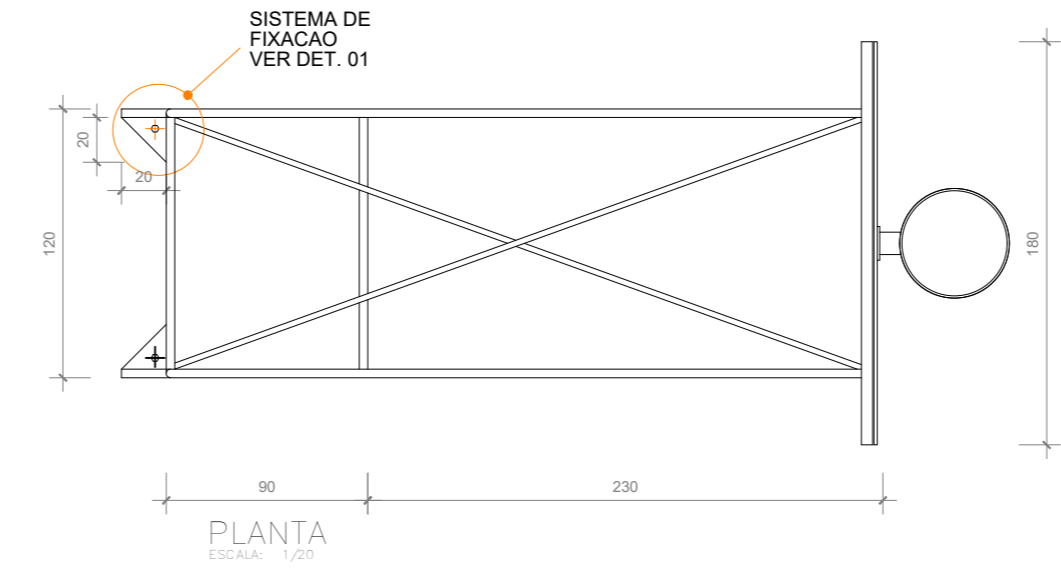 SISTEMA DE
FIXACAO
VER DET. 01
20
20
120
180
90
230
PLANTA
ESCALA: 1/20